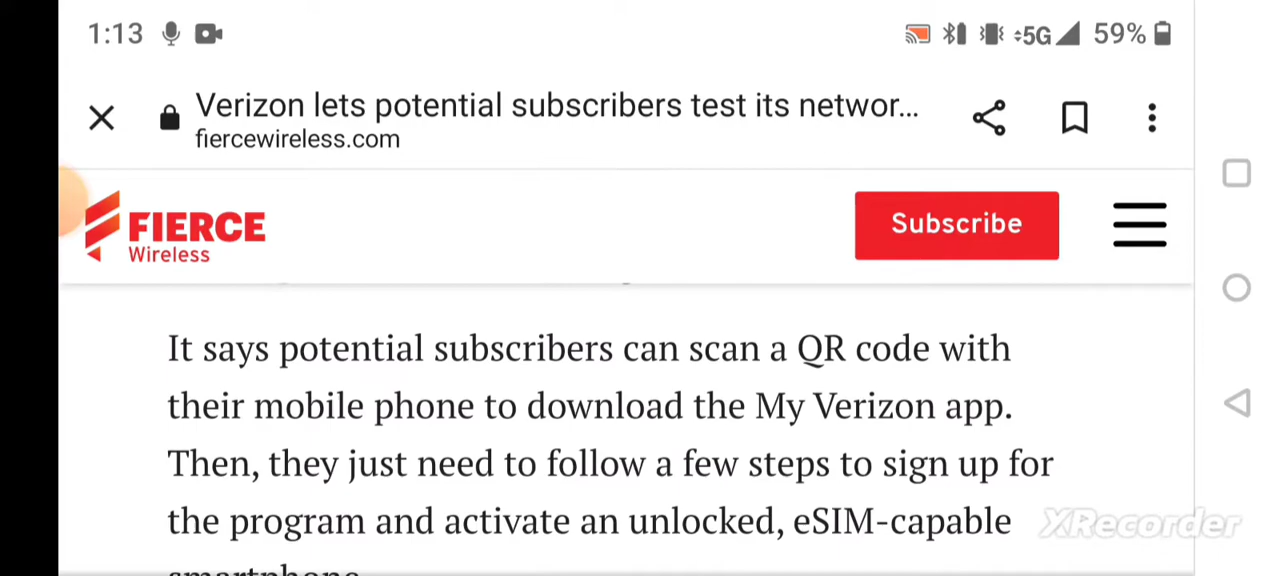 1:13 5G 59%
Verizon lets potential subscribers test its networ...
fiercewireless.com
FIERCE
Wireless
Subscribe
It says potential subscribers can scan a QR code with
their mobile phone to download the My Verizon app.
Then, they just need to follow a few steps to sign up for
the program and activate an unlocked, eSIM-capable
XRecorder
smartphone